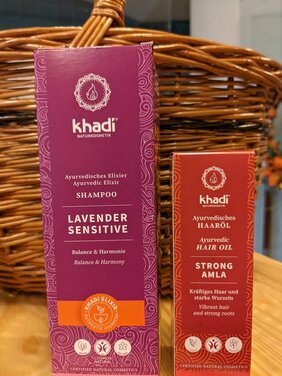 khadi®
NATURKOSMETIK
Ayurvedisches Elixier
Ayurvedic Elixir
SHAMPOO
LAVENDER
SENSITIVE
Balance & Harmonie
Balance & Harmony
KHADI ELIXIR
COSMOS
NATURAL
CERTIFIED NATURAL COSMETICS
khadi®
NATURKOSMETIK
Ayurvedisches
HAARÖL
Ayurvedic
HAIR OIL
STRONG
AMLA
Kräftiges Haar und
starke Wurzeln
Vibrant hair
and strong roots
CERTIFIED NATURAL COSMETICS